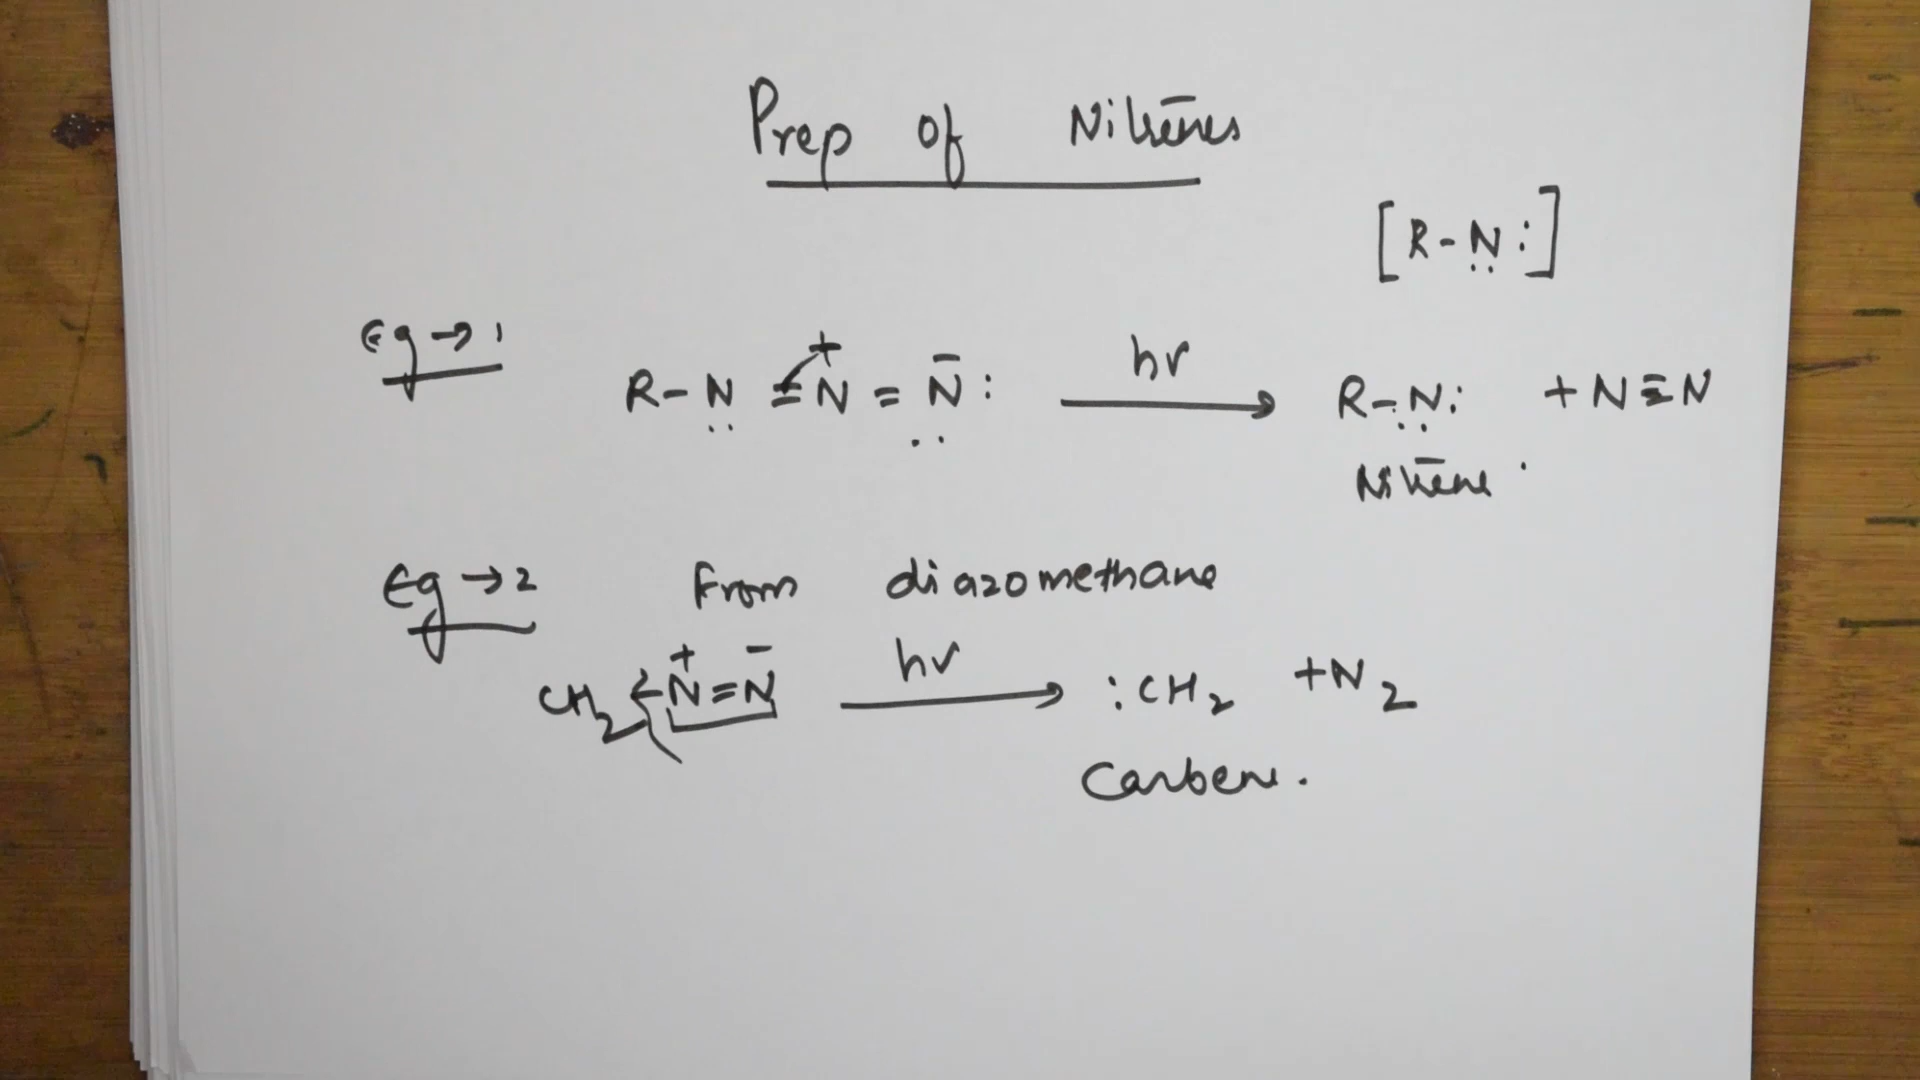 Prep of Nitrenes
[R-N̤:]
Eg → 1
R-N̤=N⁺=N̤⁻: hν R-N̤: + N≡N
Nitrene
Eg → 2 From diazomethane
CH₂ N⁺=N⁻ hν :CH₂ +N₂
Carbene.